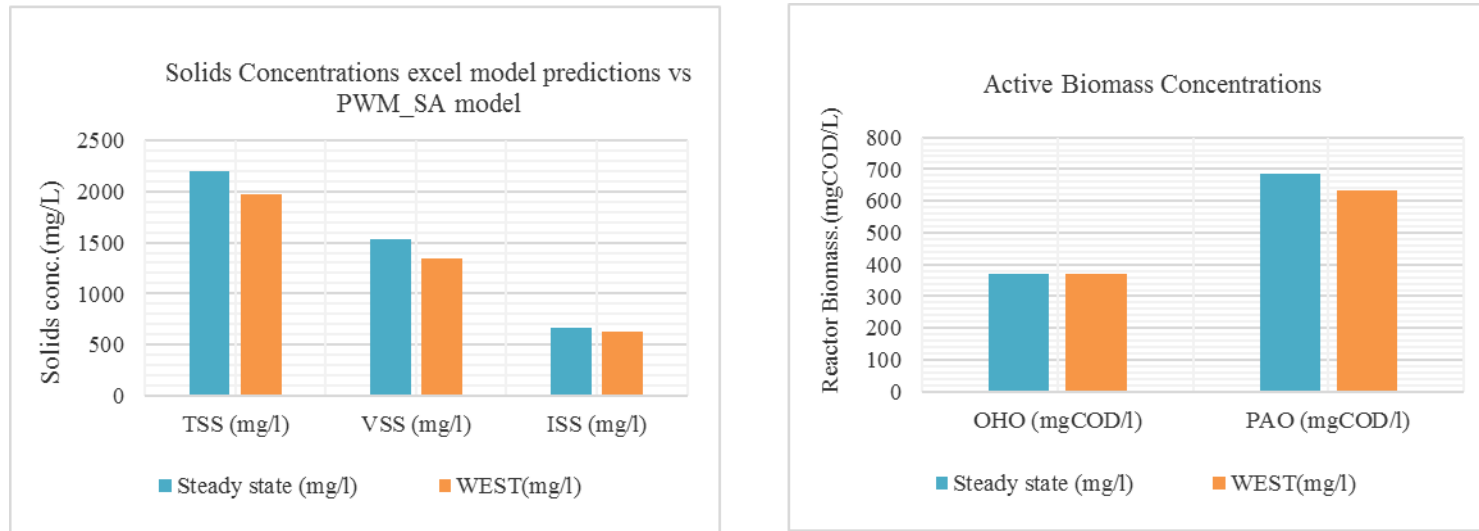 Solids Concentrations excel model predictions vs
PWM_SA model
Solids conc.(mg/L)
2500
2000
1500
1000
500
0
TSS (mg/l)
VSS (mg/l)
ISS (mg/l)
Steady state (mg/l)
WEST(mg/l)
Active Biomass Concentrations
Reactor Biomass.(mgCOD/L)
800
700
600
500
400
300
200
100
0
OHO (mgCOD/l)
PAO (mgCOD/l)
Steady state (mg/l)
WEST(mg/l)